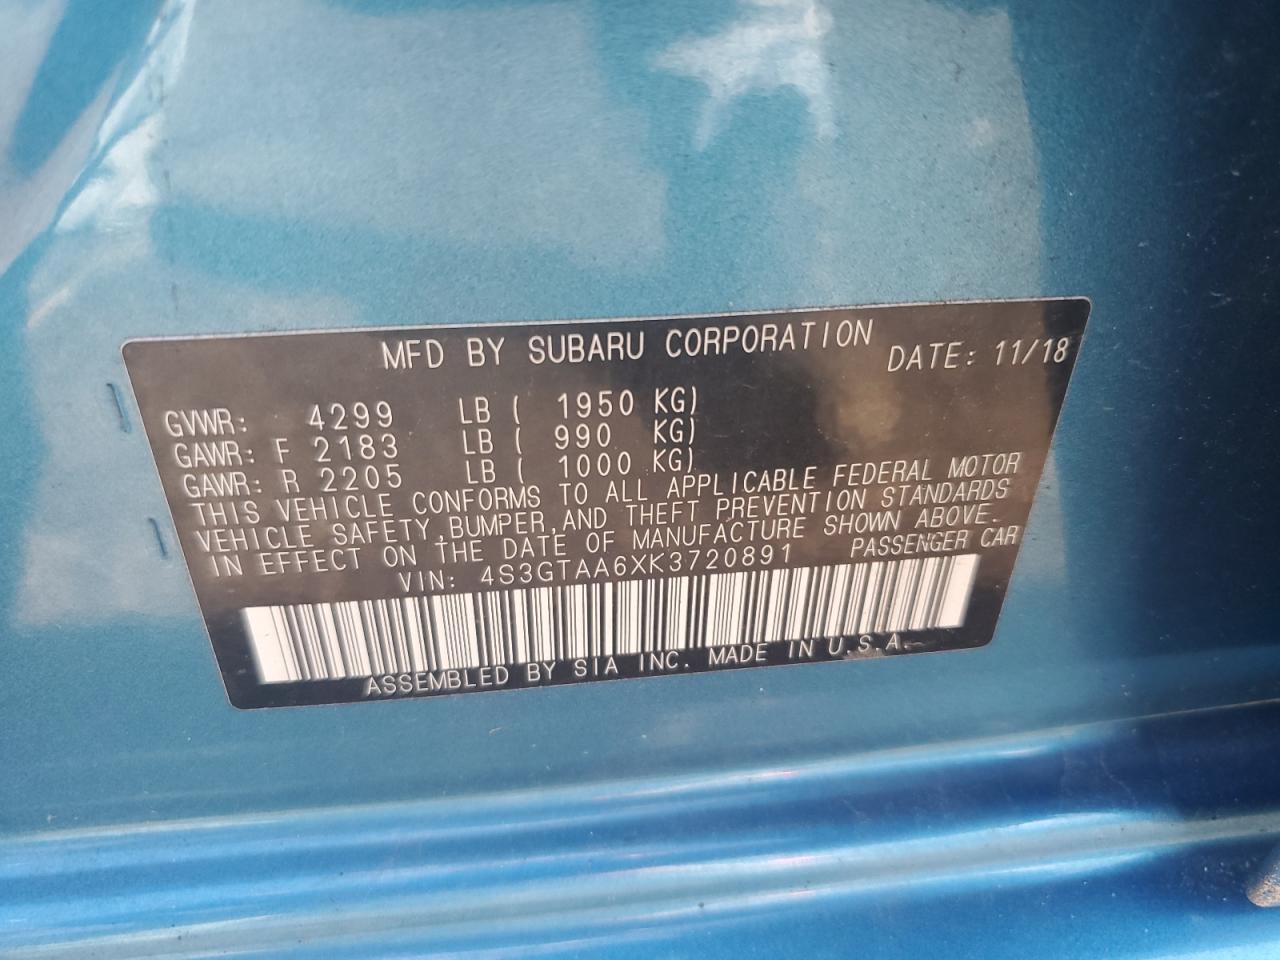 MFD BY SUBARU CORPORATION DATE: 11/18
GVWR: 4299 LB ( 1950 KG)
GAWR: F 2183 LB ( 990 KG)
GAWR: R 2205 LB ( 1000 KG)
THIS VEHICLE CONFORMS TO ALL APPLICABLE FEDERAL MOTOR
VEHICLE SAFETY,BUMPER,AND THEFT PREVENTION STANDARDS
IN EFFECT ON THE DATE OF MANUFACTURE SHOWN ABOVE.
VIN: 4S3GTAA6XK3720891 PASSENGER CAR
ASSEMBLED BY SIA INC. MADE IN U.S.A.